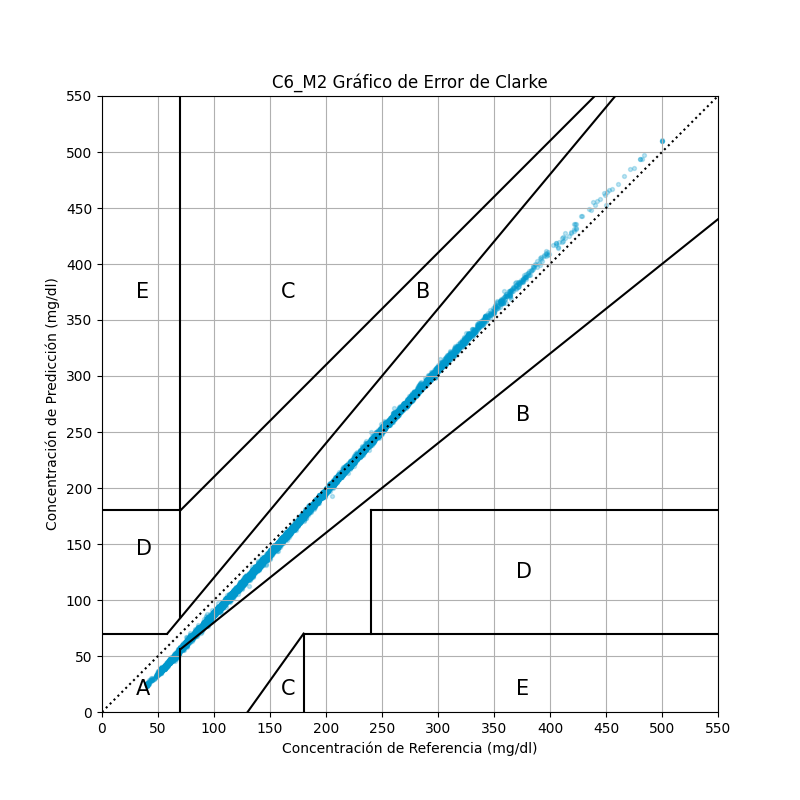 C6_M2 Gráfico de Error de Clarke
550
500
450
400
350
300
250
200
150
100
50
0
Concentración de Predicción (mg/dl)
E
C
B
B
D
D
A
C
E
0 50 100 150 200 250 300 350 400 450 500 550
Concentración de Referencia (mg/dl)